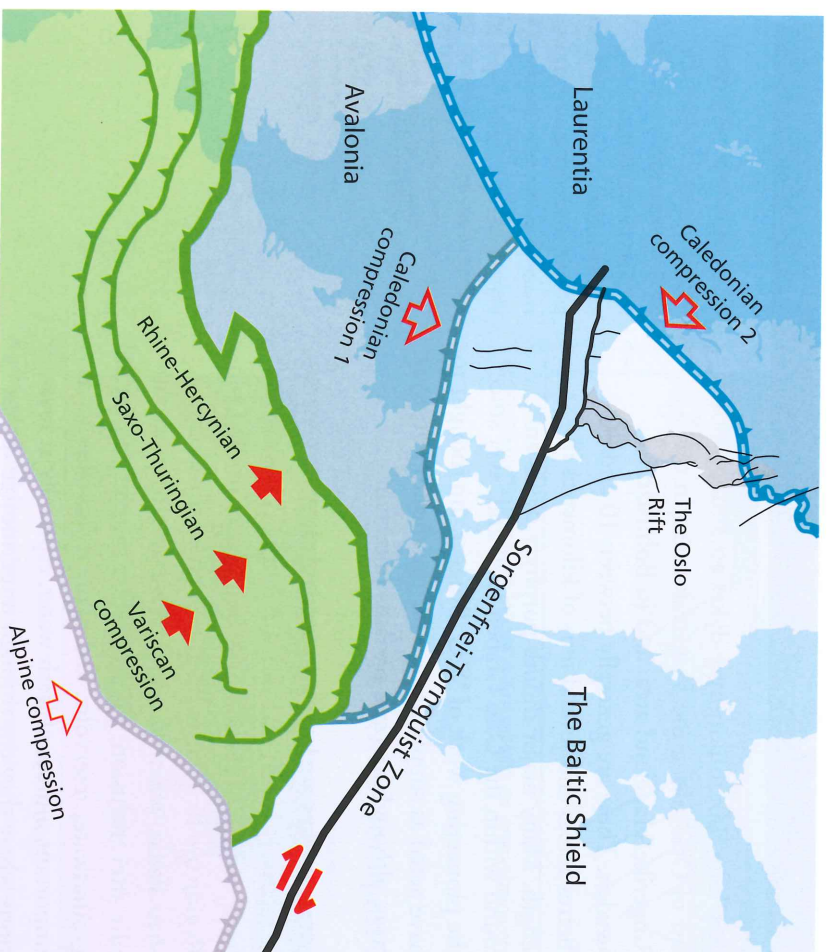 Laurentia
Caledonian
compression 2
Avalonia
Caledonian
compression 1
The Oslo
Rift
The Baltic Shield
Sorgenfrei-Tornquist Zone
Rhine-Hercynian
Saxo-Thuringian
Variscan
compression
Alpine compression